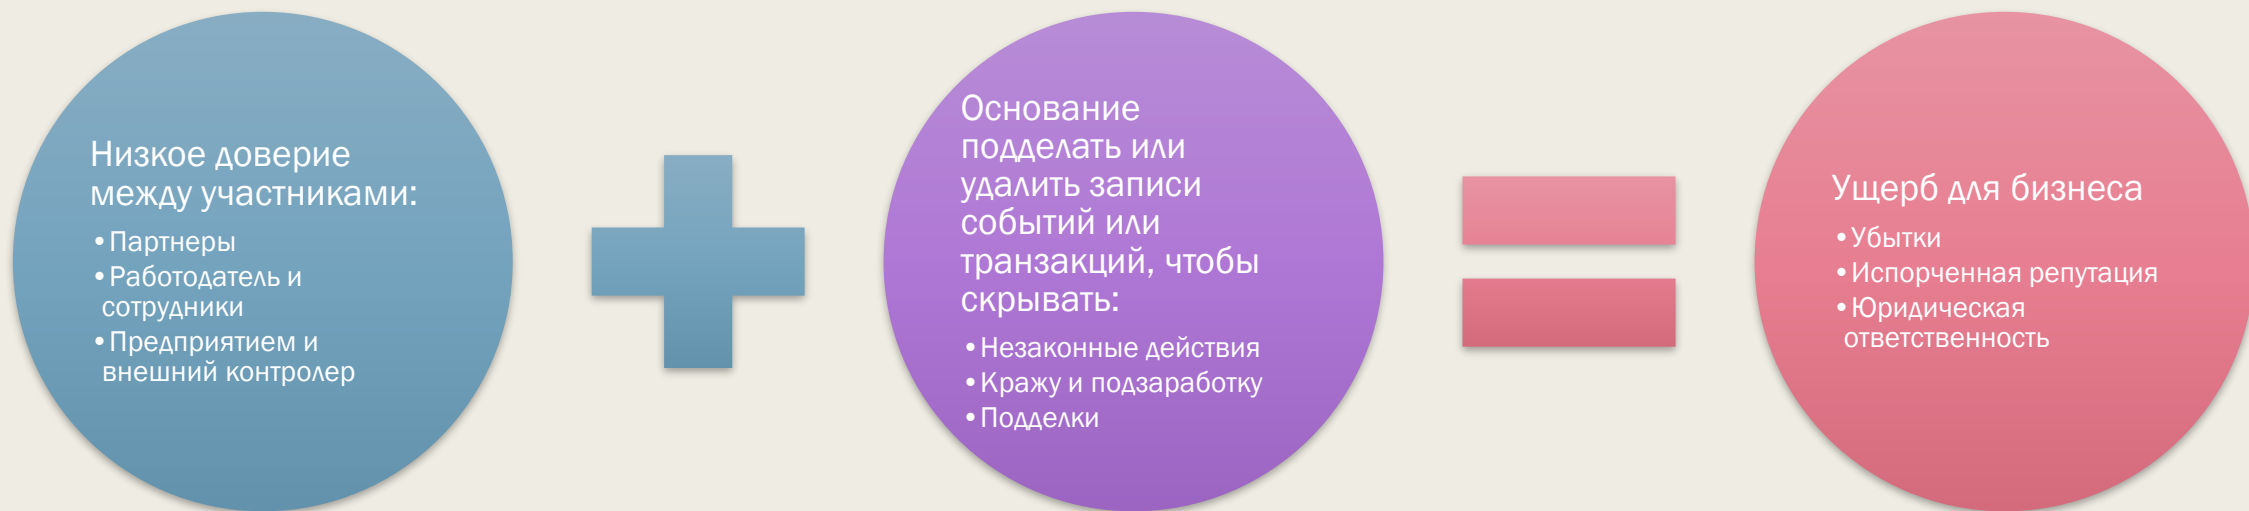 Низкое доверие
между участниками:
•Партнеры
•Работодатель и
сотрудники
•Предприятием и
внешний контролер
Основание
подделать или
удалить записи
событий или
транзакций, чтобы
скрывать:
•Незаконные действия
•Кражу и подзаработку
•Подделки
Ущерб для бизнеса
•Убытки
•Испорченная репутация
•Юридическая
ответственность